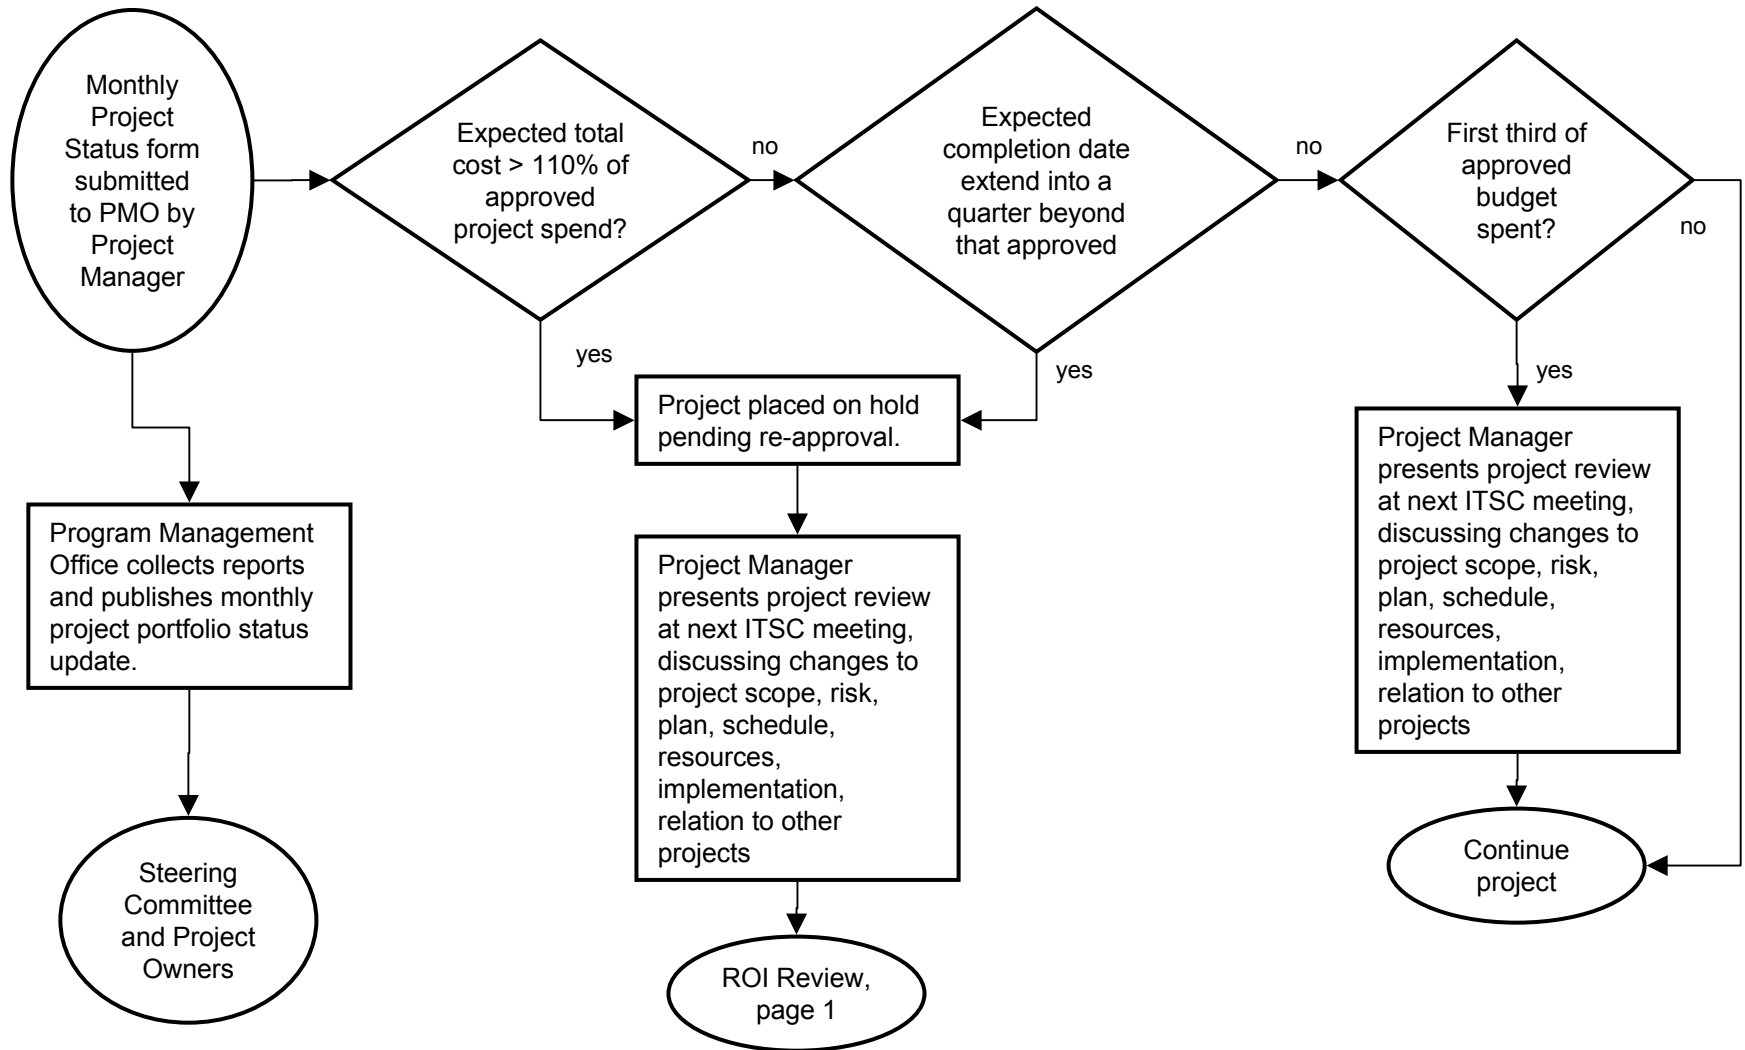 Monthly
Project
Status form
submitted
to PMO by
Project
Manager
Expected total
cost > 110% of
approved
project spend?
no
Expected
completion date
extend into a
quarter beyond
that approved
no
First third of
approved
budget
spent?
no
yes
yes
yes
Project placed on hold
pending re-approval.
Program Management
Office collects reports
and publishes monthly
project portfolio status
update.
Project Manager
presents project review
at next ITSC meeting,
discussing changes to
project scope, risk,
plan, schedule,
resources,
implementation,
relation to other
projects
Project Manager
presents project review
at next ITSC meeting,
discussing changes to
project scope, risk,
plan, schedule,
resources,
implementation,
relation to other
projects
Steering
Committee
and Project
Owners
ROI Review,
page 1
Continue
project